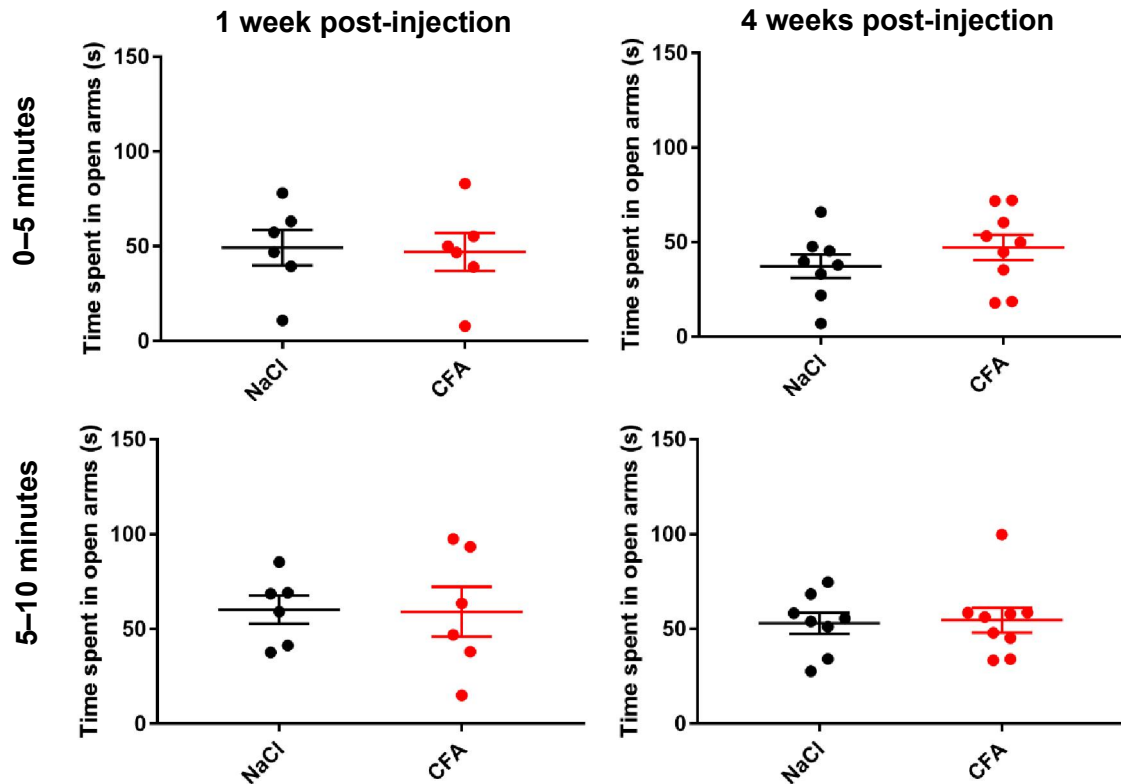 1 week post-injection
4 weeks post-injection
0–5 minutes
Time spent in open arms (s)
150
100
50
0
NaCl
CFA
Time spent in open arms (s)
150
100
50
0
NaCl
CFA
5–10 minutes
Time spent in open arms (s)
150
100
50
0
NaCl
CFA
Time spent in open arms (s)
150
100
50
0
NaCl
CFA